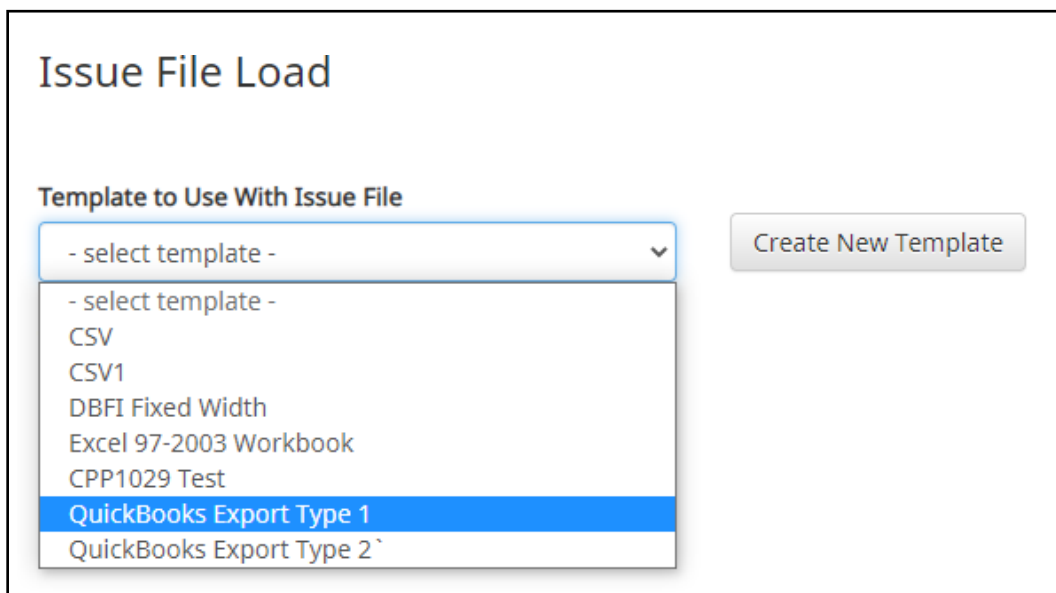 Issue File Load
Template to Use With Issue File
- select template -
Create New Template
- select template -
CSV
CSV1
DBFI Fixed Width
Excel 97-2003 Workbook
CPP1029 Test
QuickBooks Export Type 1
QuickBooks Export Type 2`